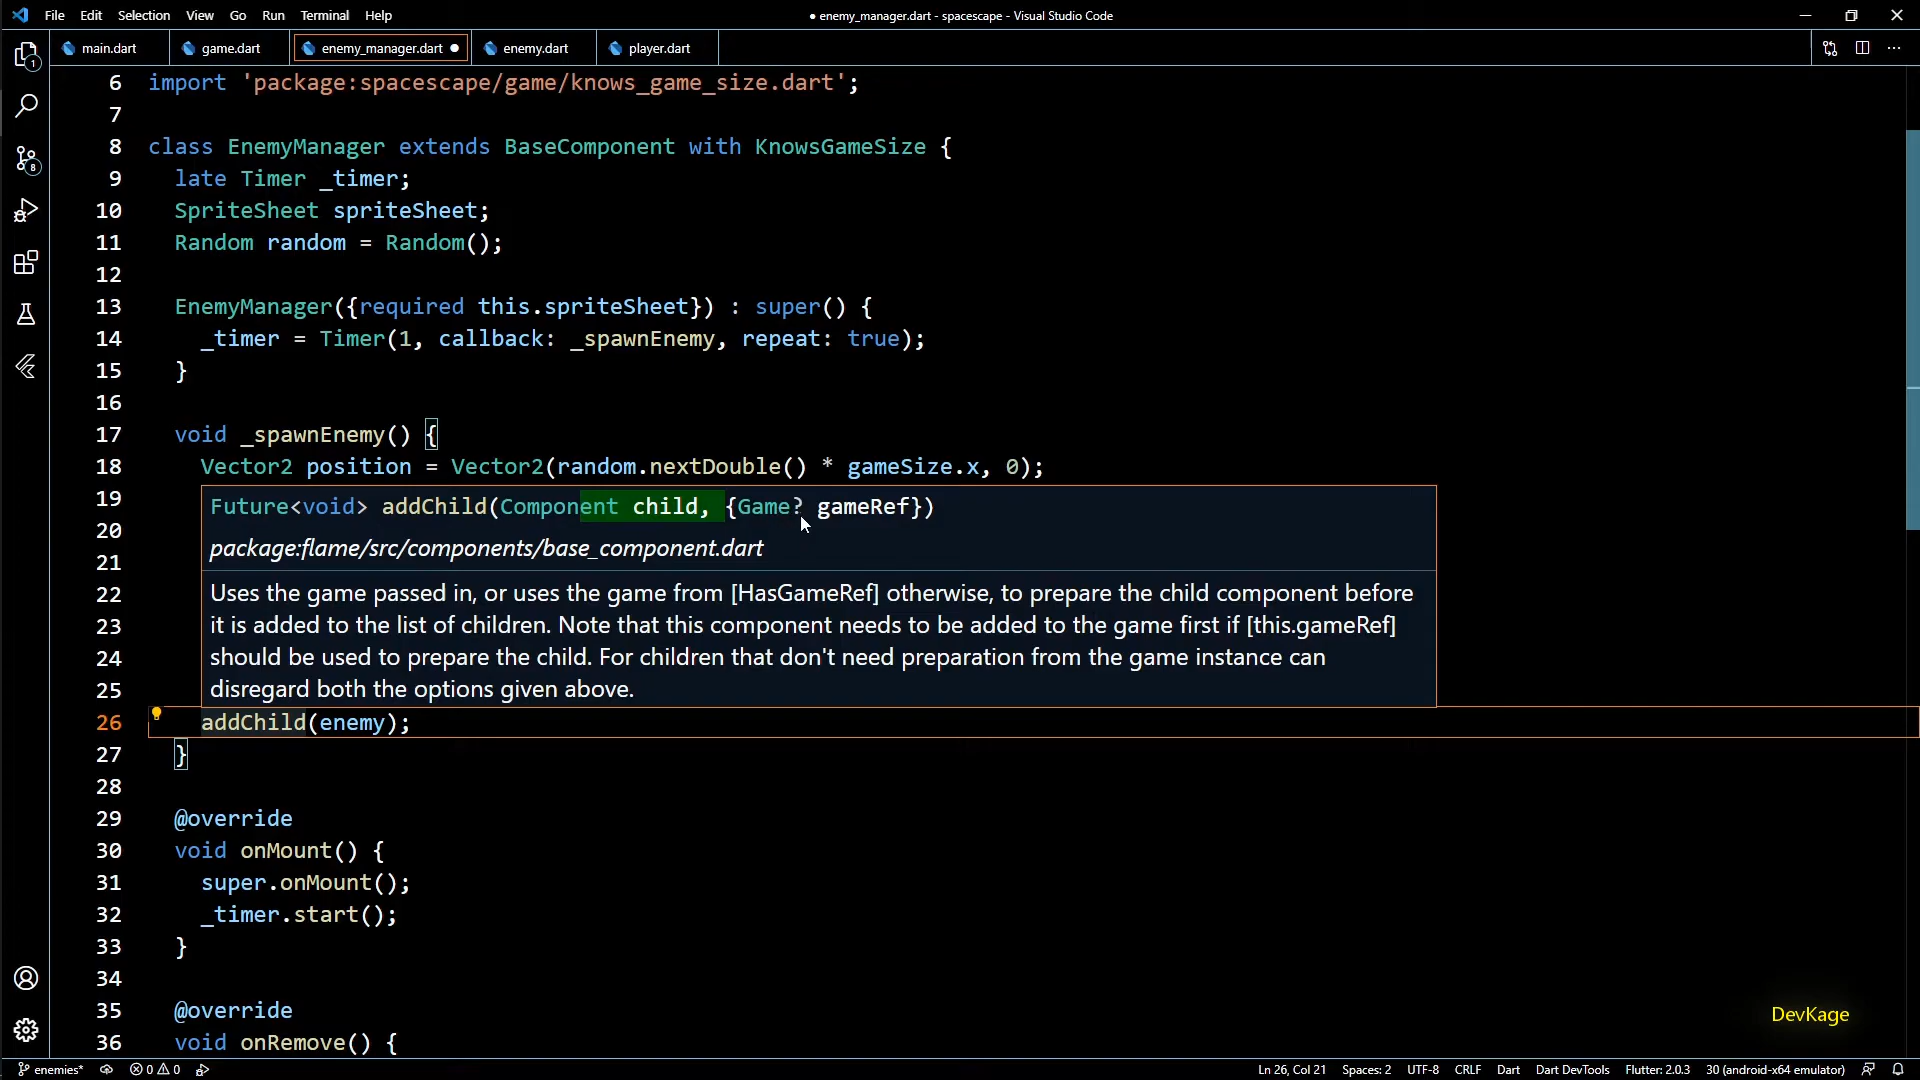 File Edit Selection View Go Run Terminal Help
● enemy_manager.dart - spacescape - Visual Studio Code
main.dart game.dart enemy_manager.dart ● enemy.dart player.dart
1
8
6 import 'package:spacescape/game/knows_game_size.dart';
7
8 class EnemyManager extends BaseComponent with KnowsGameSize {
9 late Timer _timer;
10 SpriteSheet spriteSheet;
11 Random random = Random();
12
13 EnemyManager({required this.spriteSheet}) : super() {
14 _timer = Timer(1, callback: _spawnEnemy, repeat: true);
15 }
16
17 void _spawnEnemy() {
18 Vector2 position = Vector2(random.nextDouble() * gameSize.x, 0);
19
20
21
22
23
24
25
Future<void> addChild(Component child, {Game? gameRef})
package:flame/src/components/base_component.dart
Uses the game passed in, or uses the game from [HasGameRef] otherwise, to prepare the child component before
it is added to the list of children. Note that this component needs to be added to the game first if [this.gameRef]
should be used to prepare the child. For children that don't need preparation from the game instance can
disregard both the options given above.
26 addChild(enemy);
27 }
28
29 @override
30 void onMount() {
31 super.onMount();
32 _timer.start();
33 }
34
35 @override
36 void onRemove() {
DevKage
enemies* 0 0 Ln 26, Col 21 Spaces: 2 UTF-8 CRLF Dart Dart DevTools Flutter: 2.0.3 30 (android-x64 emulator)